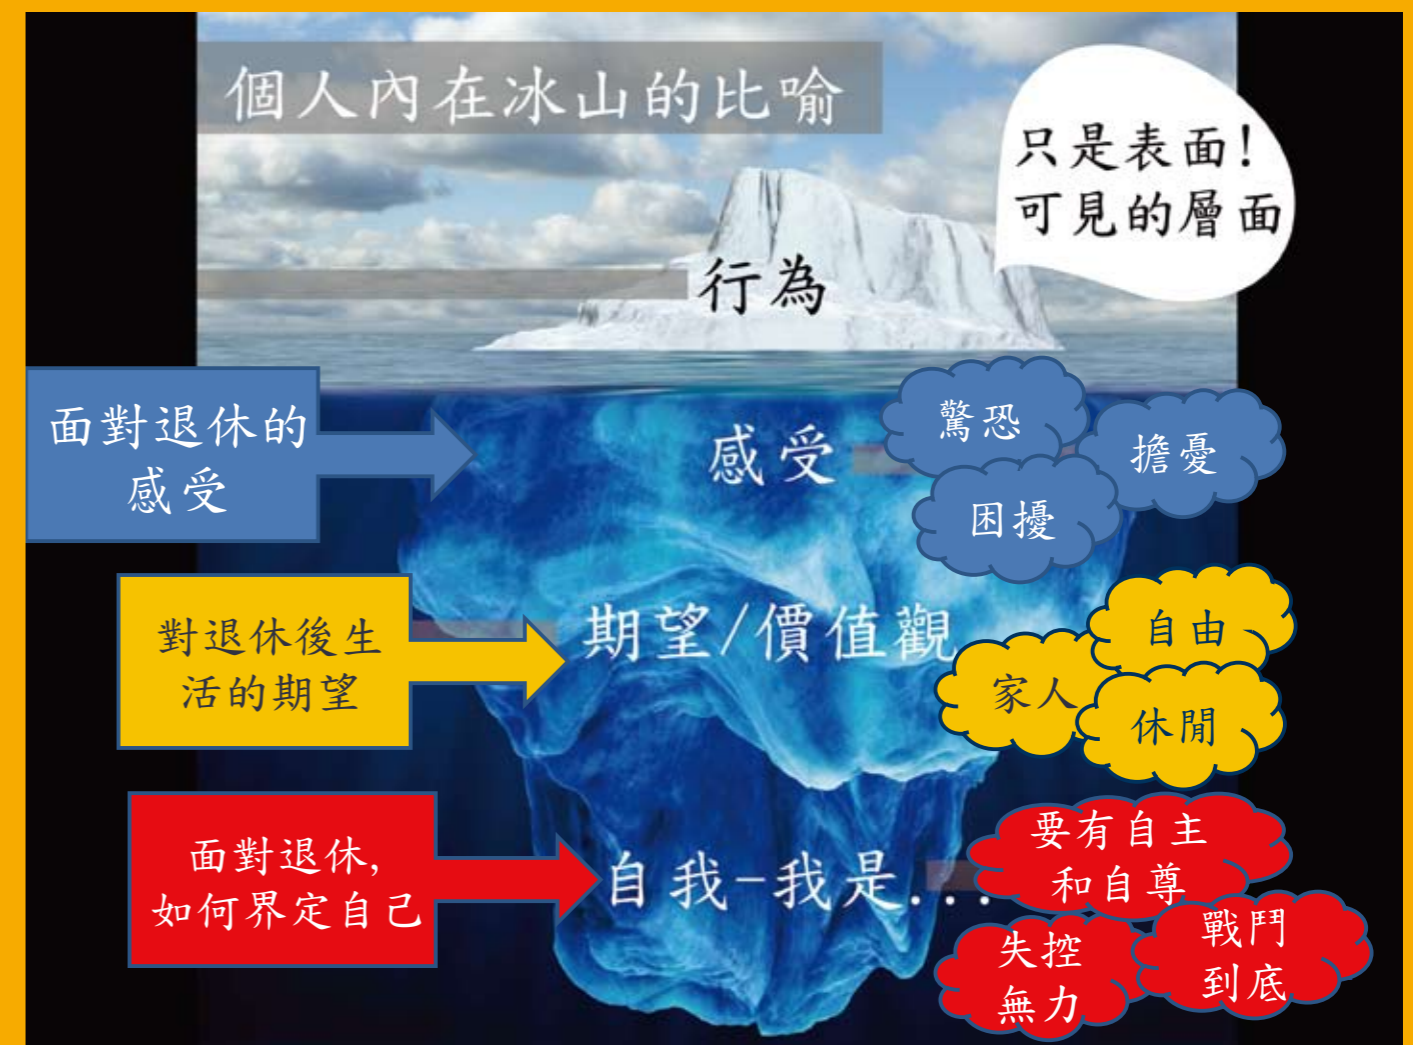 個人內在冰山的比喻
只是表面!
可見的層面
行為
面對退休的
感受
感受
驚恐
擔憂
困擾
對退休後生
活的期望
期望/價值觀
自由
家人
休閒
面對退休,
如何界定自己
自我-我是...
要有自主
和自尊
失控
無力
戰鬥
到底